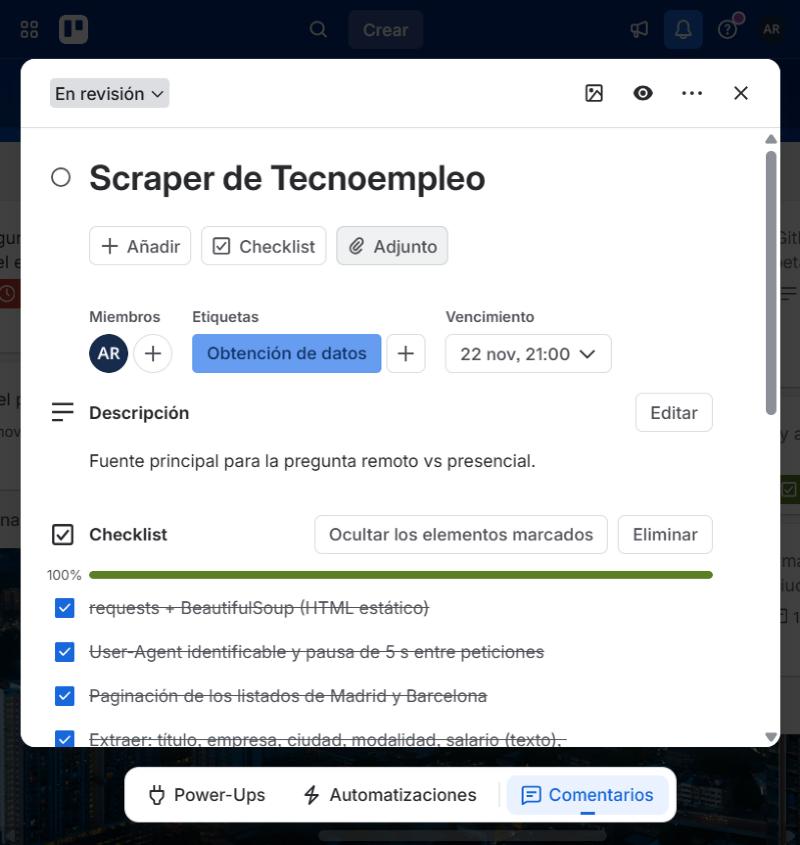 Crear
AR
En revisión
Scraper de Tecnoempleo
Añadir
Checklist
Adjunto
Miembros
Etiquetas
Vencimiento
AR
Obtención de datos
22 nov, 21:00
Descripción
Editar
Fuente principal para la pregunta remoto vs presencial.
Checklist
Ocultar los elementos marcados
Eliminar
100%
requests + BeautifulSoup (HTML estático)
User-Agent identificable y pausa de 5 s entre peticiones
Paginación de los listados de Madrid y Barcelona
Extraer: título, empresa, ciudad, modalidad, salario (texto),
Power-Ups
Automatizaciones
Comentarios